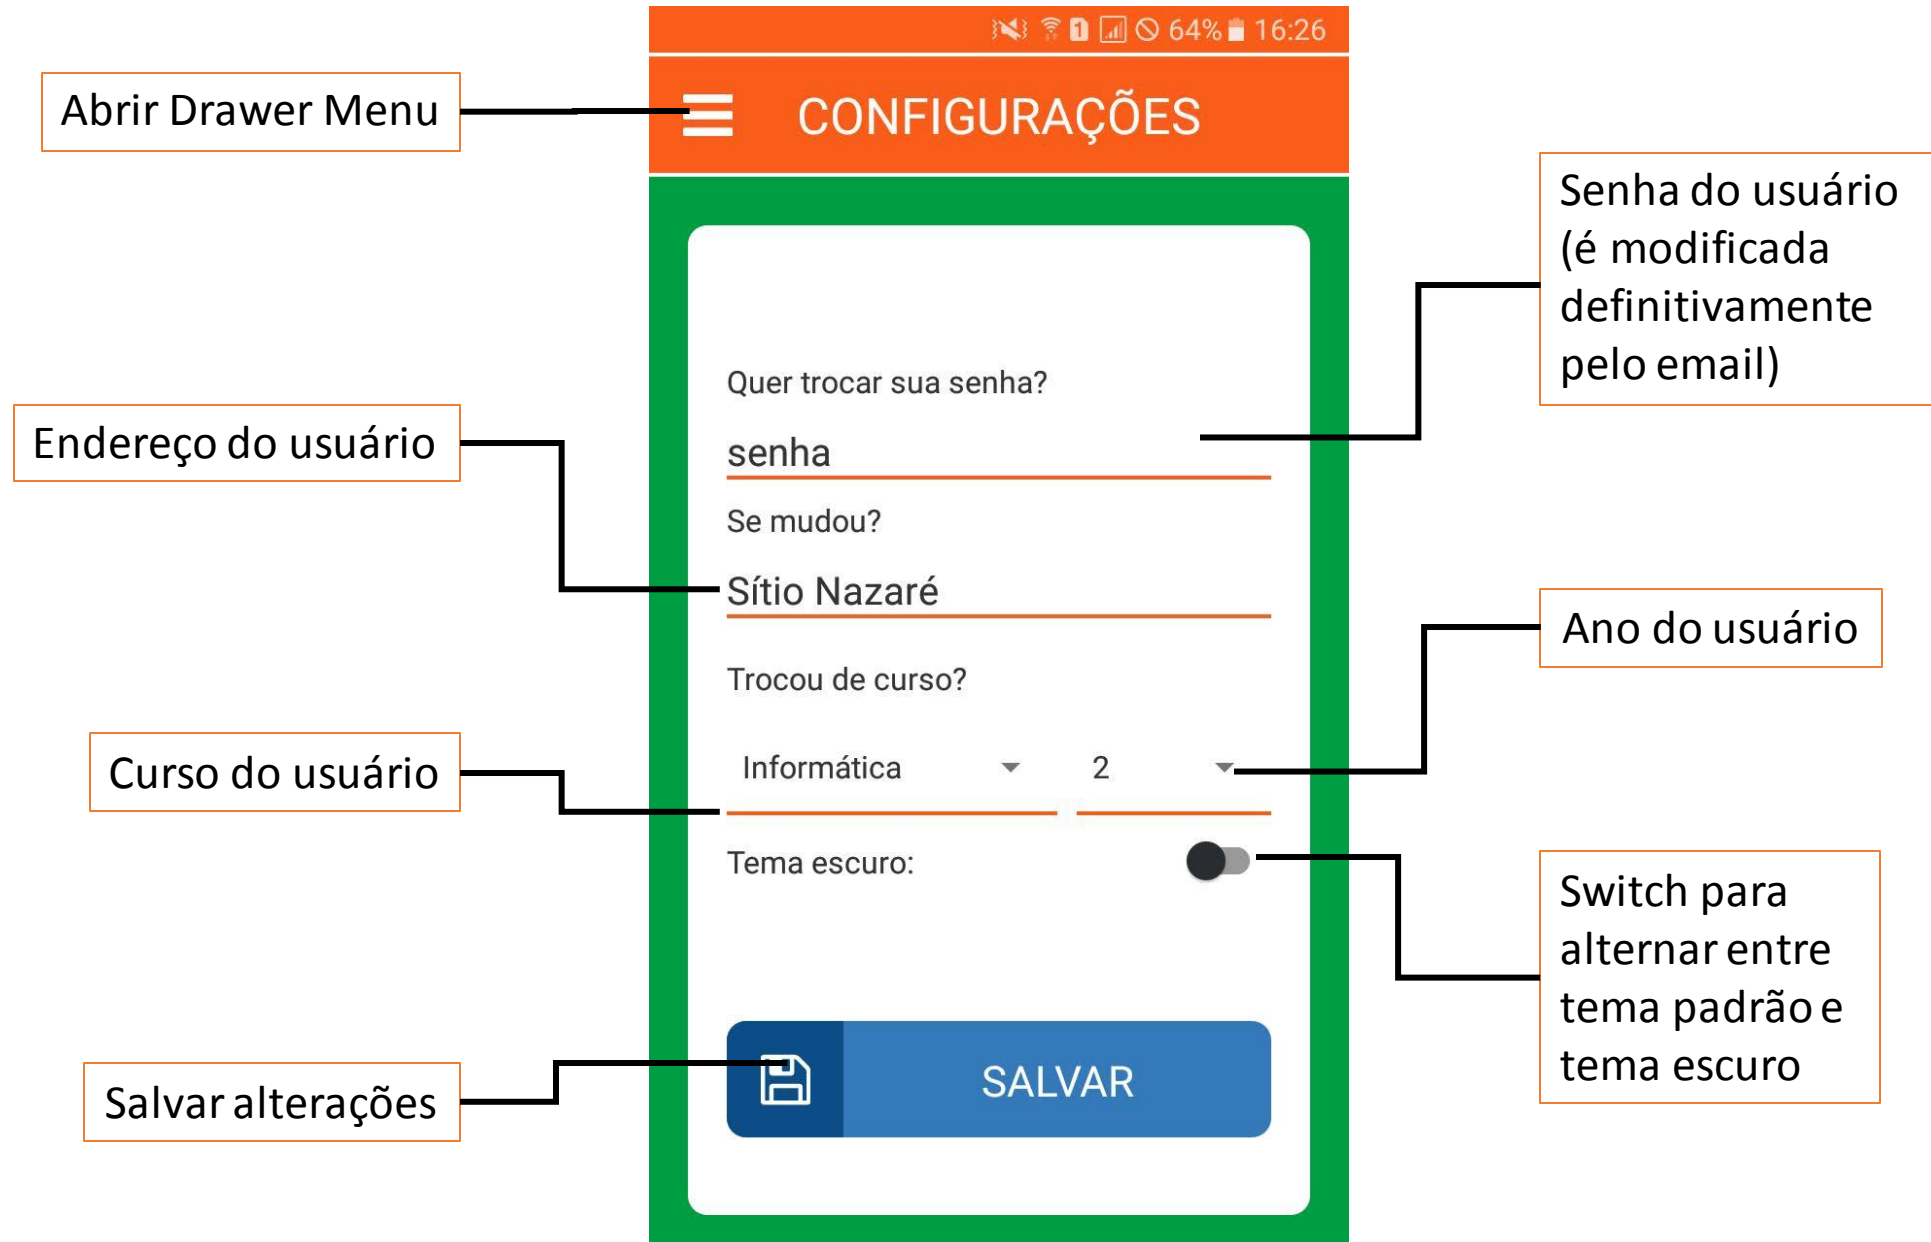 64% 16:26
Abrir Drawer Menu
CONFIGURAÇÕES
Senha do usuário
(é modificada
definitivamente
pelo email)
Quer trocar sua senha?
Endereço do usuário
senha
Se mudou?
Sítio Nazaré
Ano do usuário
Trocou de curso?
Curso do usuário
Informática
2
Tema escuro:
Switch para
alternar entre
tema padrão e
tema escuro
Salvar alterações
SALVAR